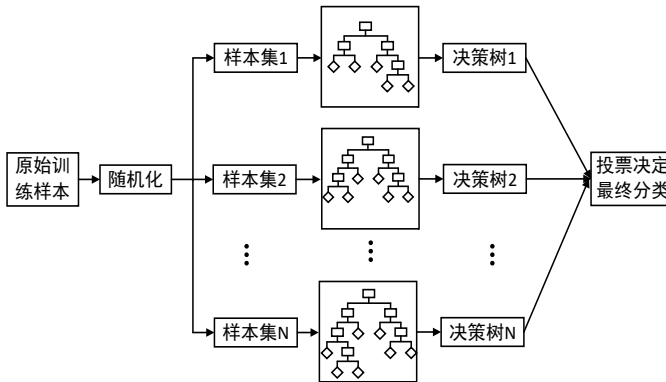 样本集1
决策树1
原始训
练样本
随机化
样本集2
决策树2
投票决定
最终分类
样本集N
决策树N